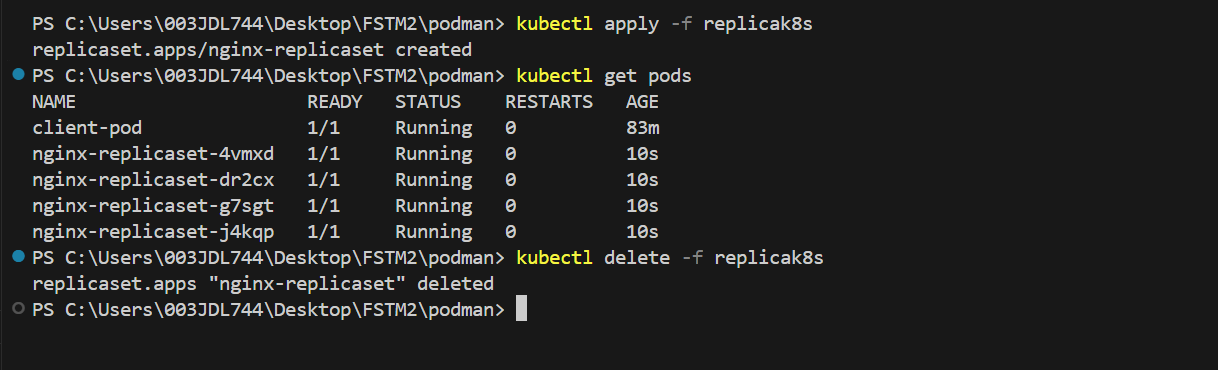 PS C:\Users\003JDL744\Desktop\FSTM2\podman> kubectl apply -f replicak8s
replicaset.apps/nginx-replicaset created
PS C:\Users\003JDL744\Desktop\FSTM2\podman> kubectl get pods
NAME                     READY   STATUS    RESTARTS   AGE
client-pod               1/1     Running   0          83m
nginx-replicaset-4vmxd   1/1     Running   0          10s
nginx-replicaset-dr2cx   1/1     Running   0          10s
nginx-replicaset-g7sgt   1/1     Running   0          10s
nginx-replicaset-j4kqp   1/1     Running   0          10s
PS C:\Users\003JDL744\Desktop\FSTM2\podman> kubectl delete -f replicak8s
replicaset.apps "nginx-replicaset" deleted
PS C:\Users\003JDL744\Desktop\FSTM2\podman>